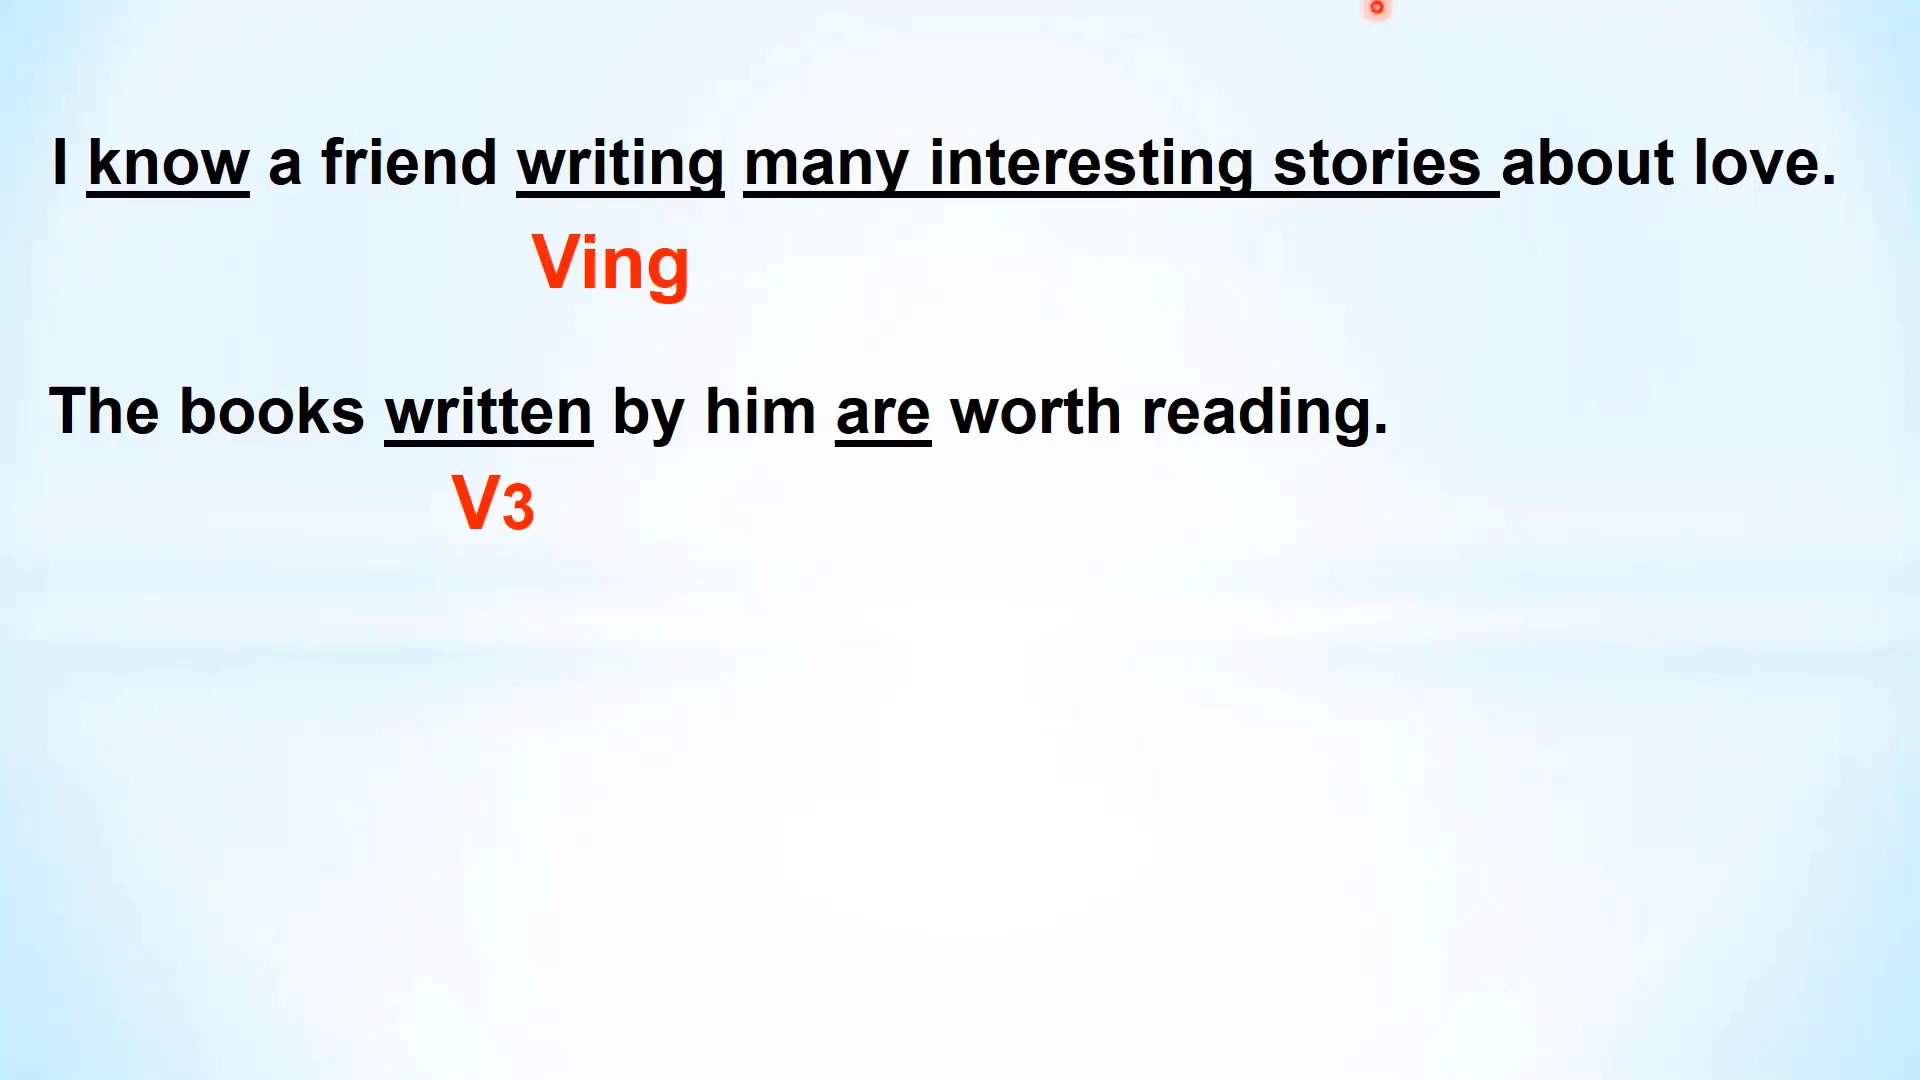 I know a friend writing many interesting stories about love.
Ving
The books written by him are worth reading.
V3